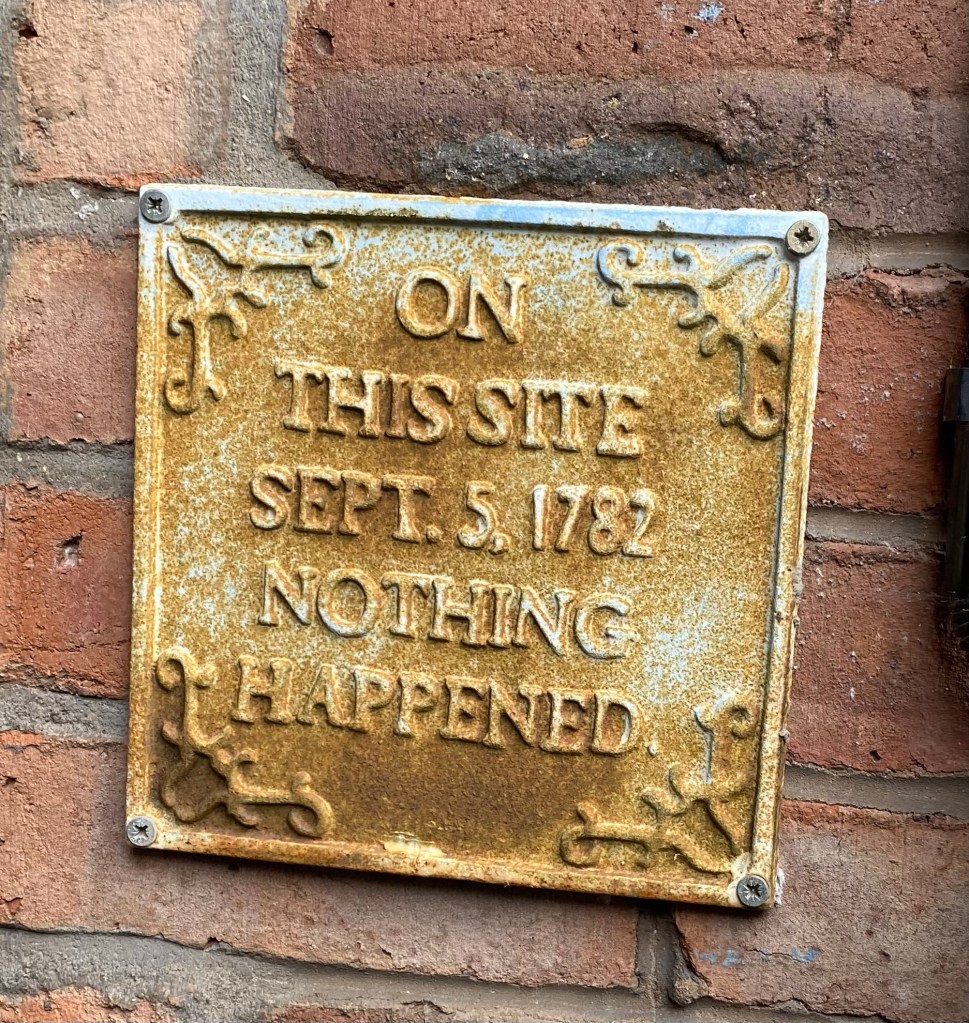 ON
THIS SITE
SEPT. 5, 1782
NOTHING
HAPPENED.